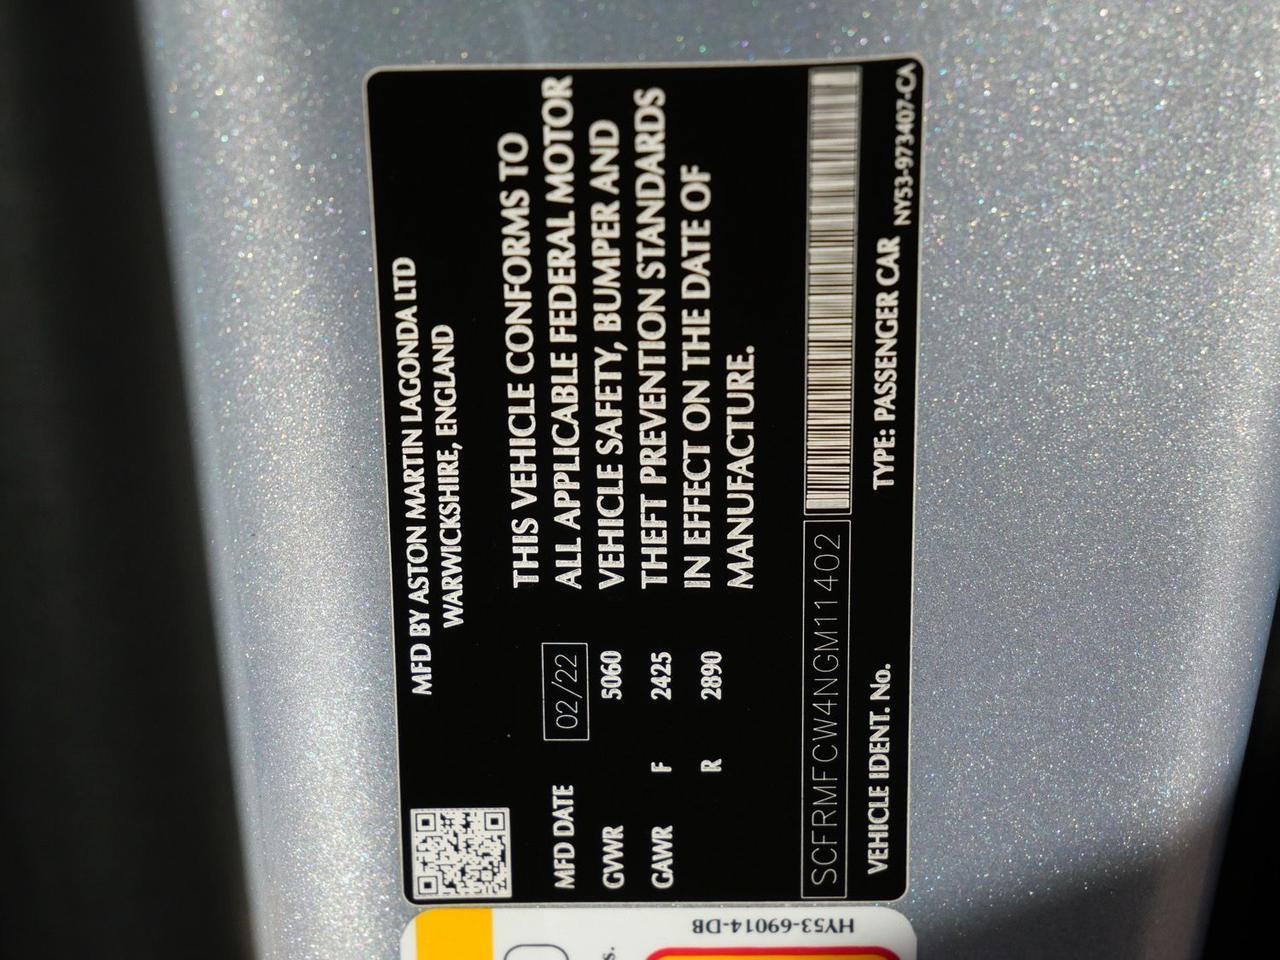 MFD BY ASTON MARTIN LAGONDA LTD
WARWICKSHIRE, ENGLAND
MFD DATE 02/22
GVWR 5060
GAWR F 2425
R 2890
THIS VEHICLE CONFORMS TO
ALL APPLICABLE FEDERAL MOTOR
VEHICLE SAFETY, BUMPER AND
THEFT PREVENTION STANDARDS
IN EFFECT ON THE DATE OF
MANUFACTURE.
SCFRMFCW4NGM11402
VEHICLE IDENT. No. TYPE: PASSENGER CAR
NY53-973407-CA
HY53-69014-DB